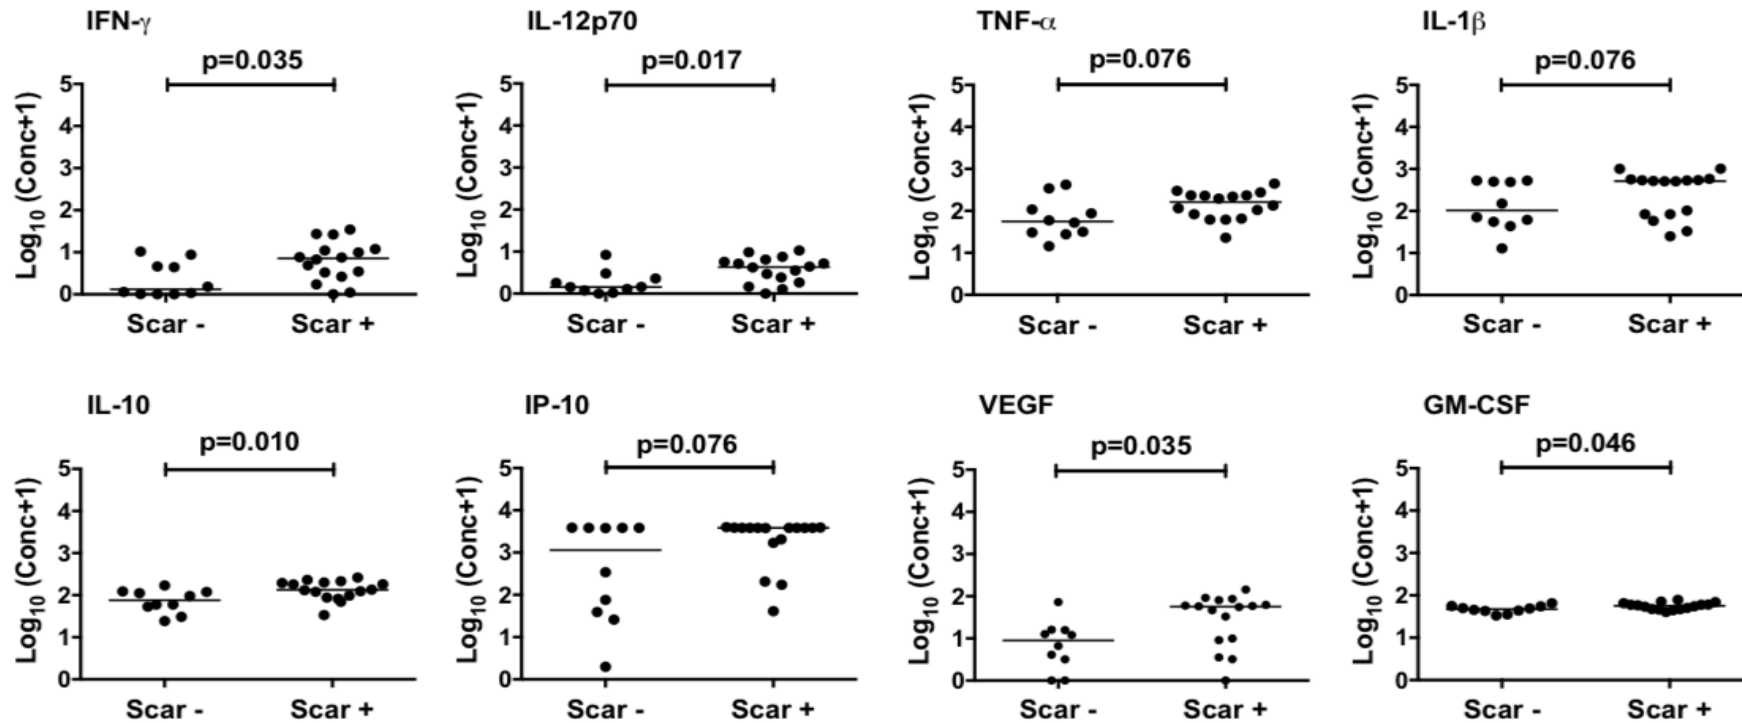 IFN-γ
p=0.035
Log10 (Conc+1)
5
4
3
2
1
0
Scar -
Scar +
IL-12p70
p=0.017
Log10 (Conc+1)
5
4
3
2
1
0
Scar -
Scar +
TNF-α
p=0.076
Log10 (Conc+1)
5
4
3
2
1
0
Scar -
Scar +
IL-1β
p=0.076
Log10 (Conc+1)
5
4
3
2
1
0
Scar -
Scar +
IL-10
p=0.010
Log10 (Conc+1)
5
4
3
2
1
0
Scar -
Scar +
IP-10
p=0.076
Log10 (Conc+1)
5
4
3
2
1
0
Scar -
Scar +
VEGF
p=0.035
Log10 (Conc+1)
5
4
3
2
1
0
Scar -
Scar +
GM-CSF
p=0.046
Log10 (Conc+1)
5
4
3
2
1
0
Scar -
Scar +